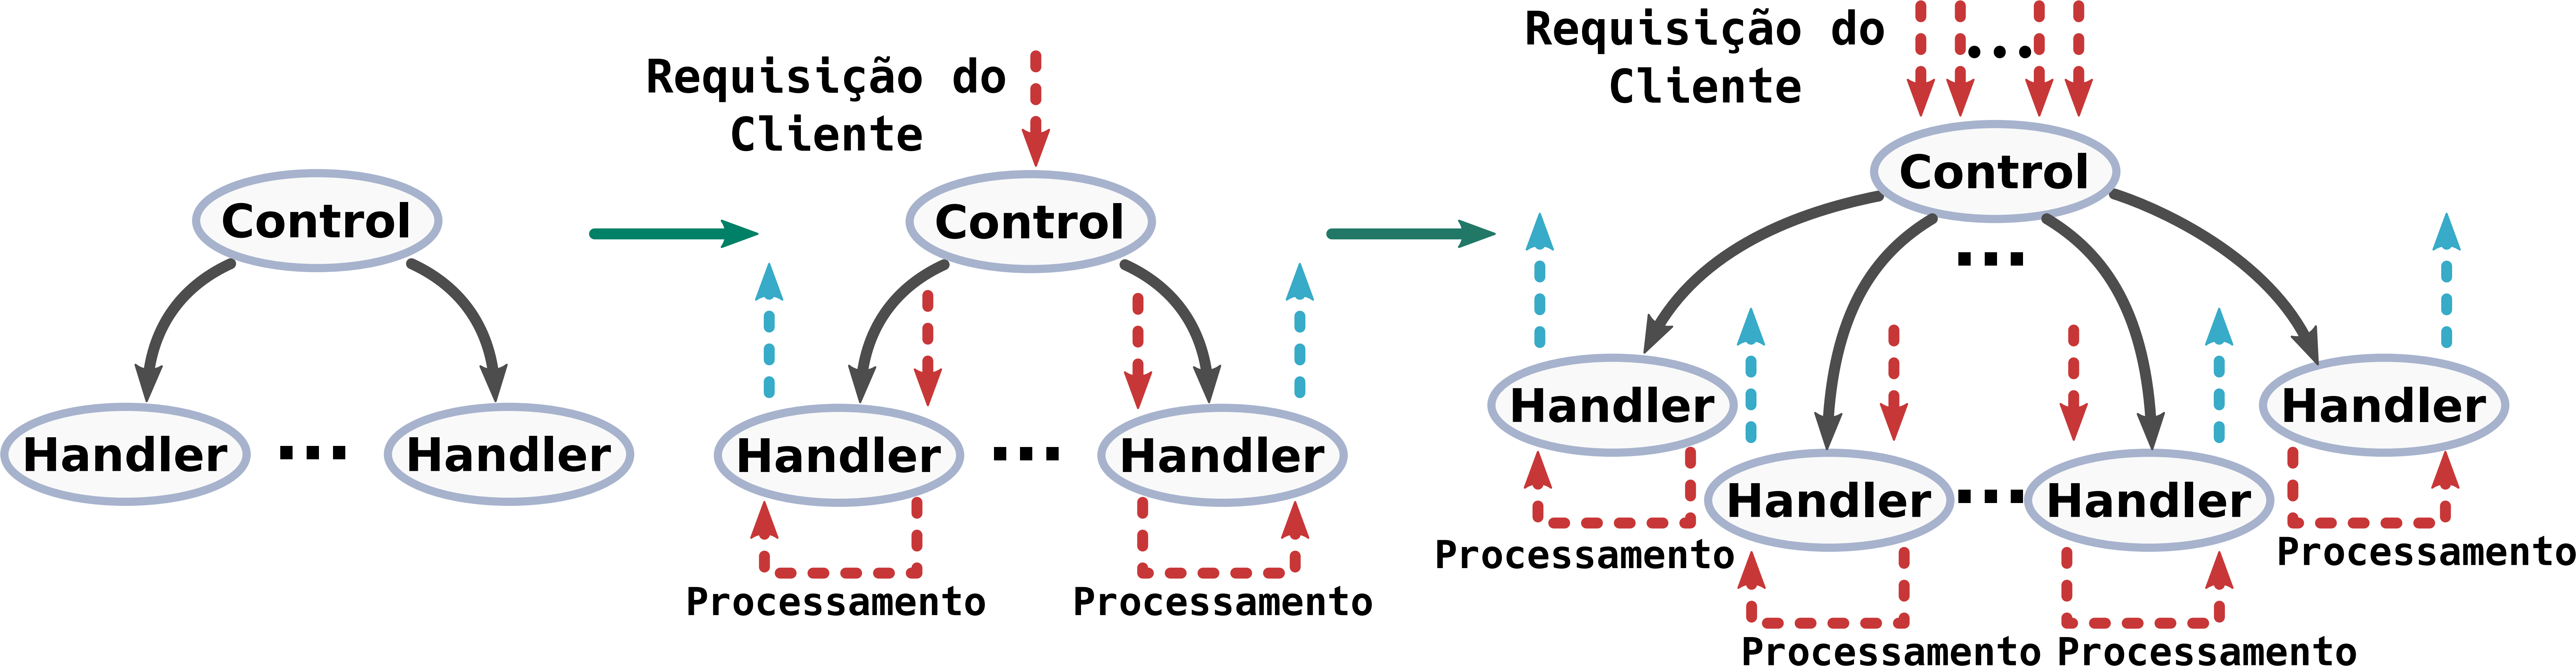 Control
Handler ... Handler
Requisição do
Cliente
Control
Handler ... Handler
Processamento
Processamento
Requisição do
Cliente
...
Control
...
Handler
Handler ... Handler
Handler
Processamento
Processamento
Processamento
Processamento